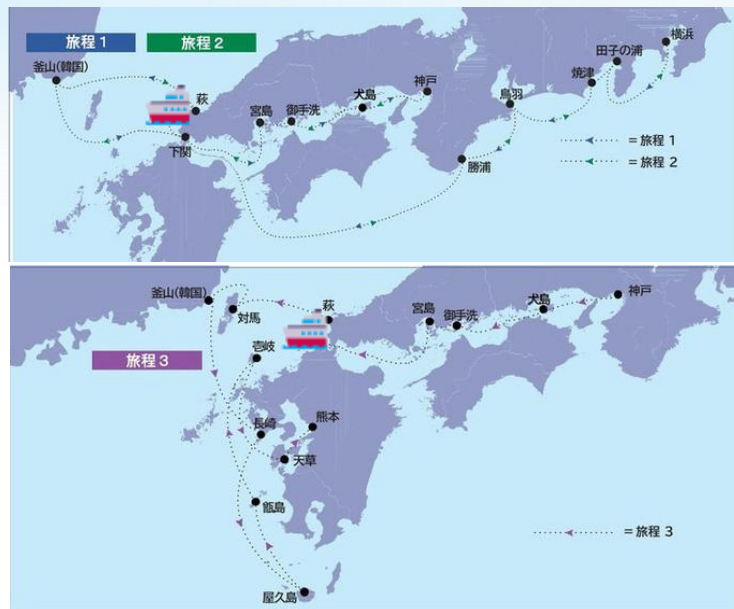 旅程1
旅程2
横浜
田子の浦
釜山(韓国)
神戸
焼津
萩
犬島
鳥羽
宮島
御手洗
= 旅程 1
下関
= 旅程 2
勝浦
釜山(韓国)
神戸
萩
犬島
対馬
宮島
御手洗
壱岐
旅程3
熊本
長崎
天草
甑島
= 旅程 3
屋久島